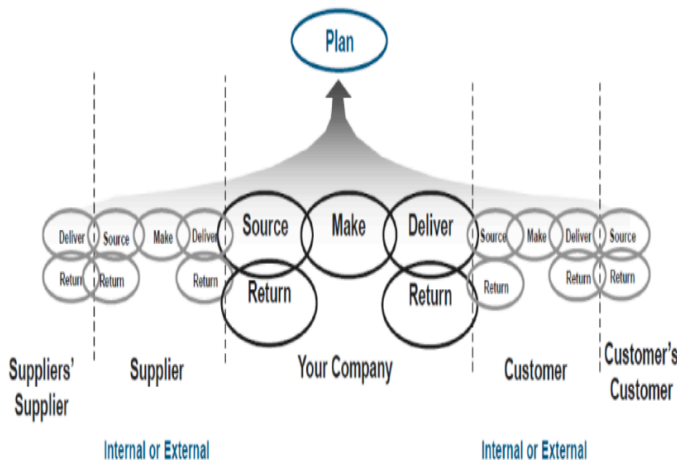 Plan
Deliver Source Make Deliver Source Make Deliver Source Make Deliver Source
Return Return Return Return Return Return Return Return
Suppliers'
Supplier
Supplier
Your Company
Customer
Customer's
Customer
Internal or External
Internal or External